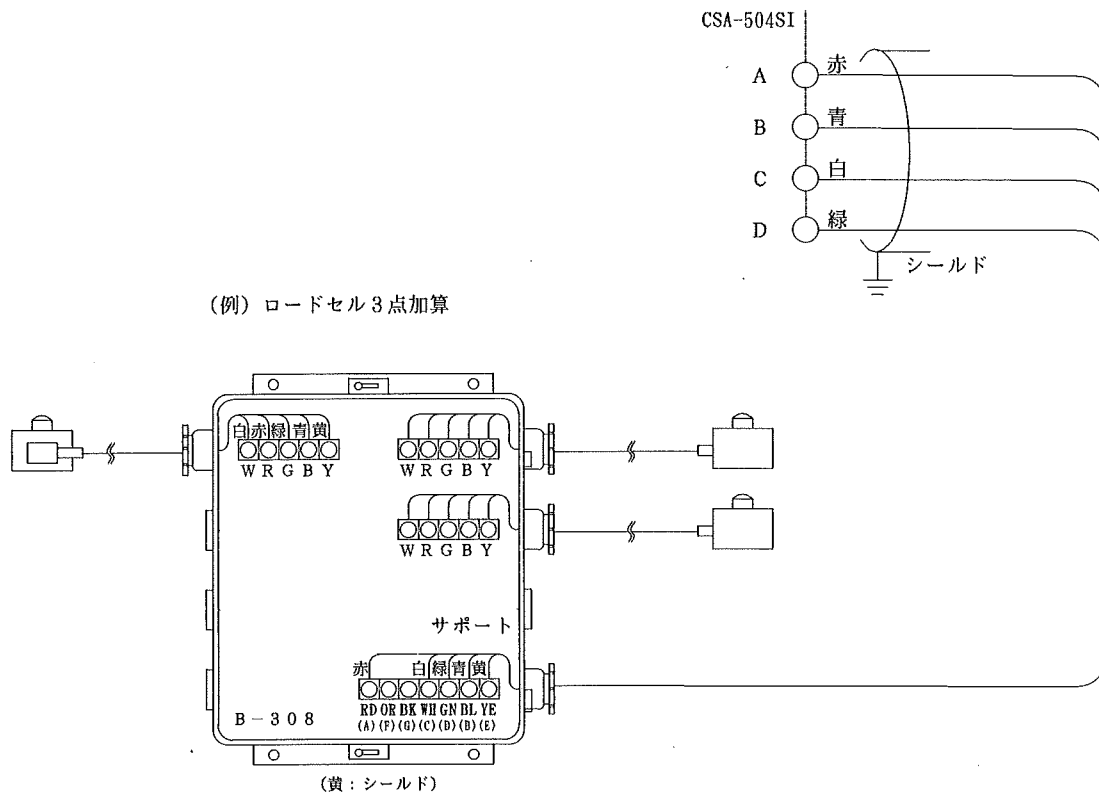 CSA-504SI
A 赤
B 青
C 白
D 緑
シールド
(例) ロードセル3点加算
白 赤 緑 青 黄
W R G B Y
W R G B Y
W R G B Y
サポート
赤 白 緑 青 黄
RD OR BK WH GN BL YE
(A) (F) (G) (C) (D) (B) (E)
B-308
(黄:シールド)